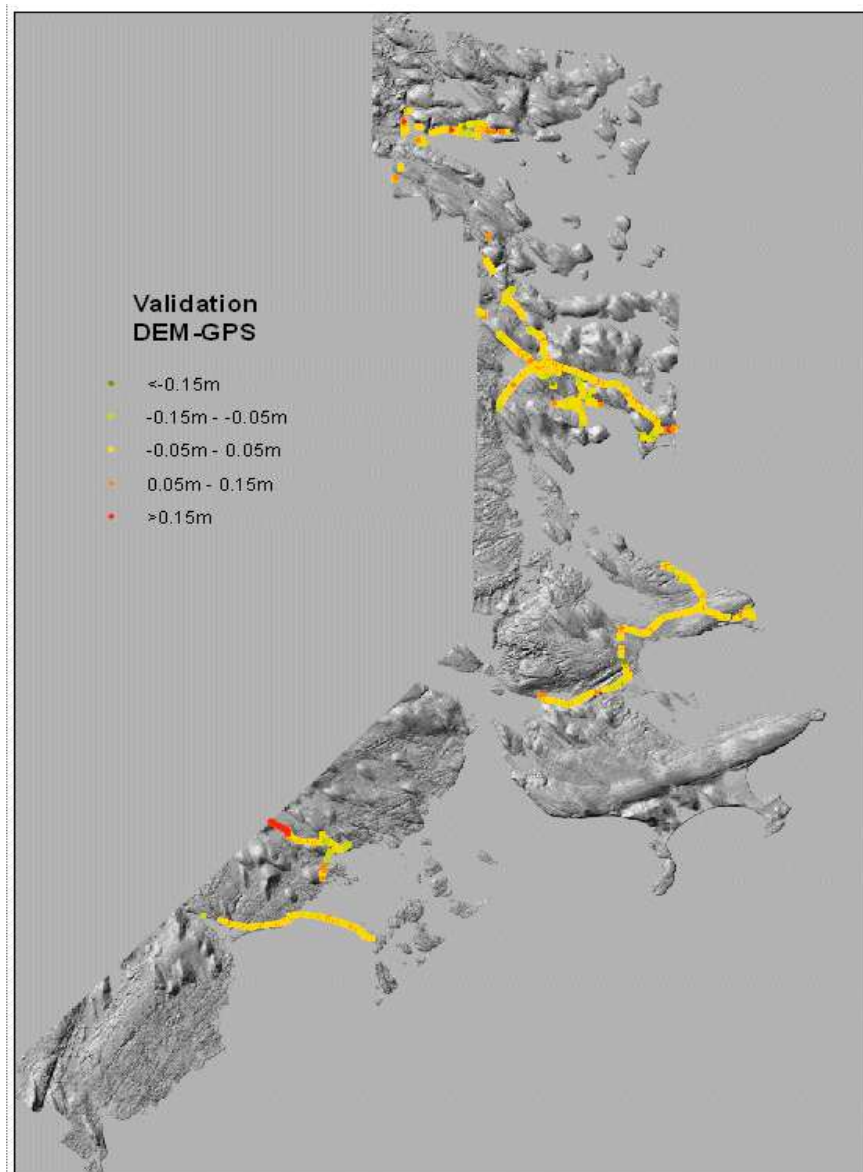 Validation
DEM-GPS
<-0.15m
-0.15m - -0.05m
-0.05m - 0.05m
0.05m - 0.15m
>0.15m